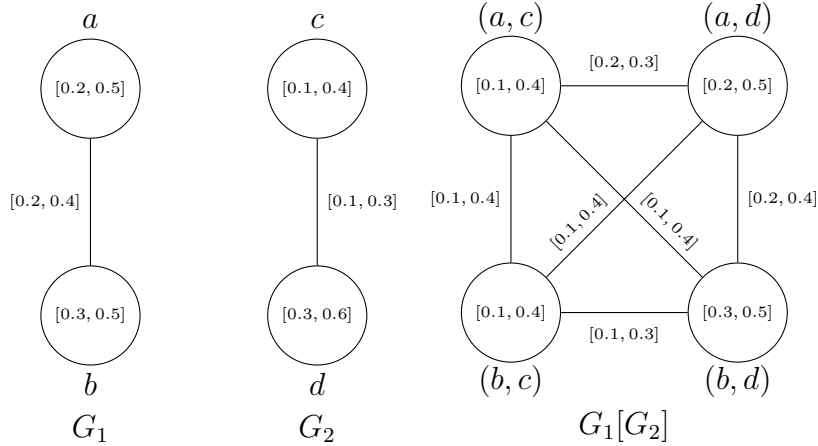 a c (a, c) (a, d)
[0.2, 0.3]
[0.2, 0.5] [0.1, 0.4] [0.1, 0.4] [0.2, 0.5]
[0.2, 0.4] [0.1, 0.3] [0.1, 0.4] [0.1, 0.4] [0.1, 0.4] [0.2, 0.4]
[0.3, 0.5] [0.3, 0.6] [0.1, 0.4] [0.3, 0.5]
[0.1, 0.3]
b d (b, c) (b, d)
G₁ G₂ G₁[G₂]